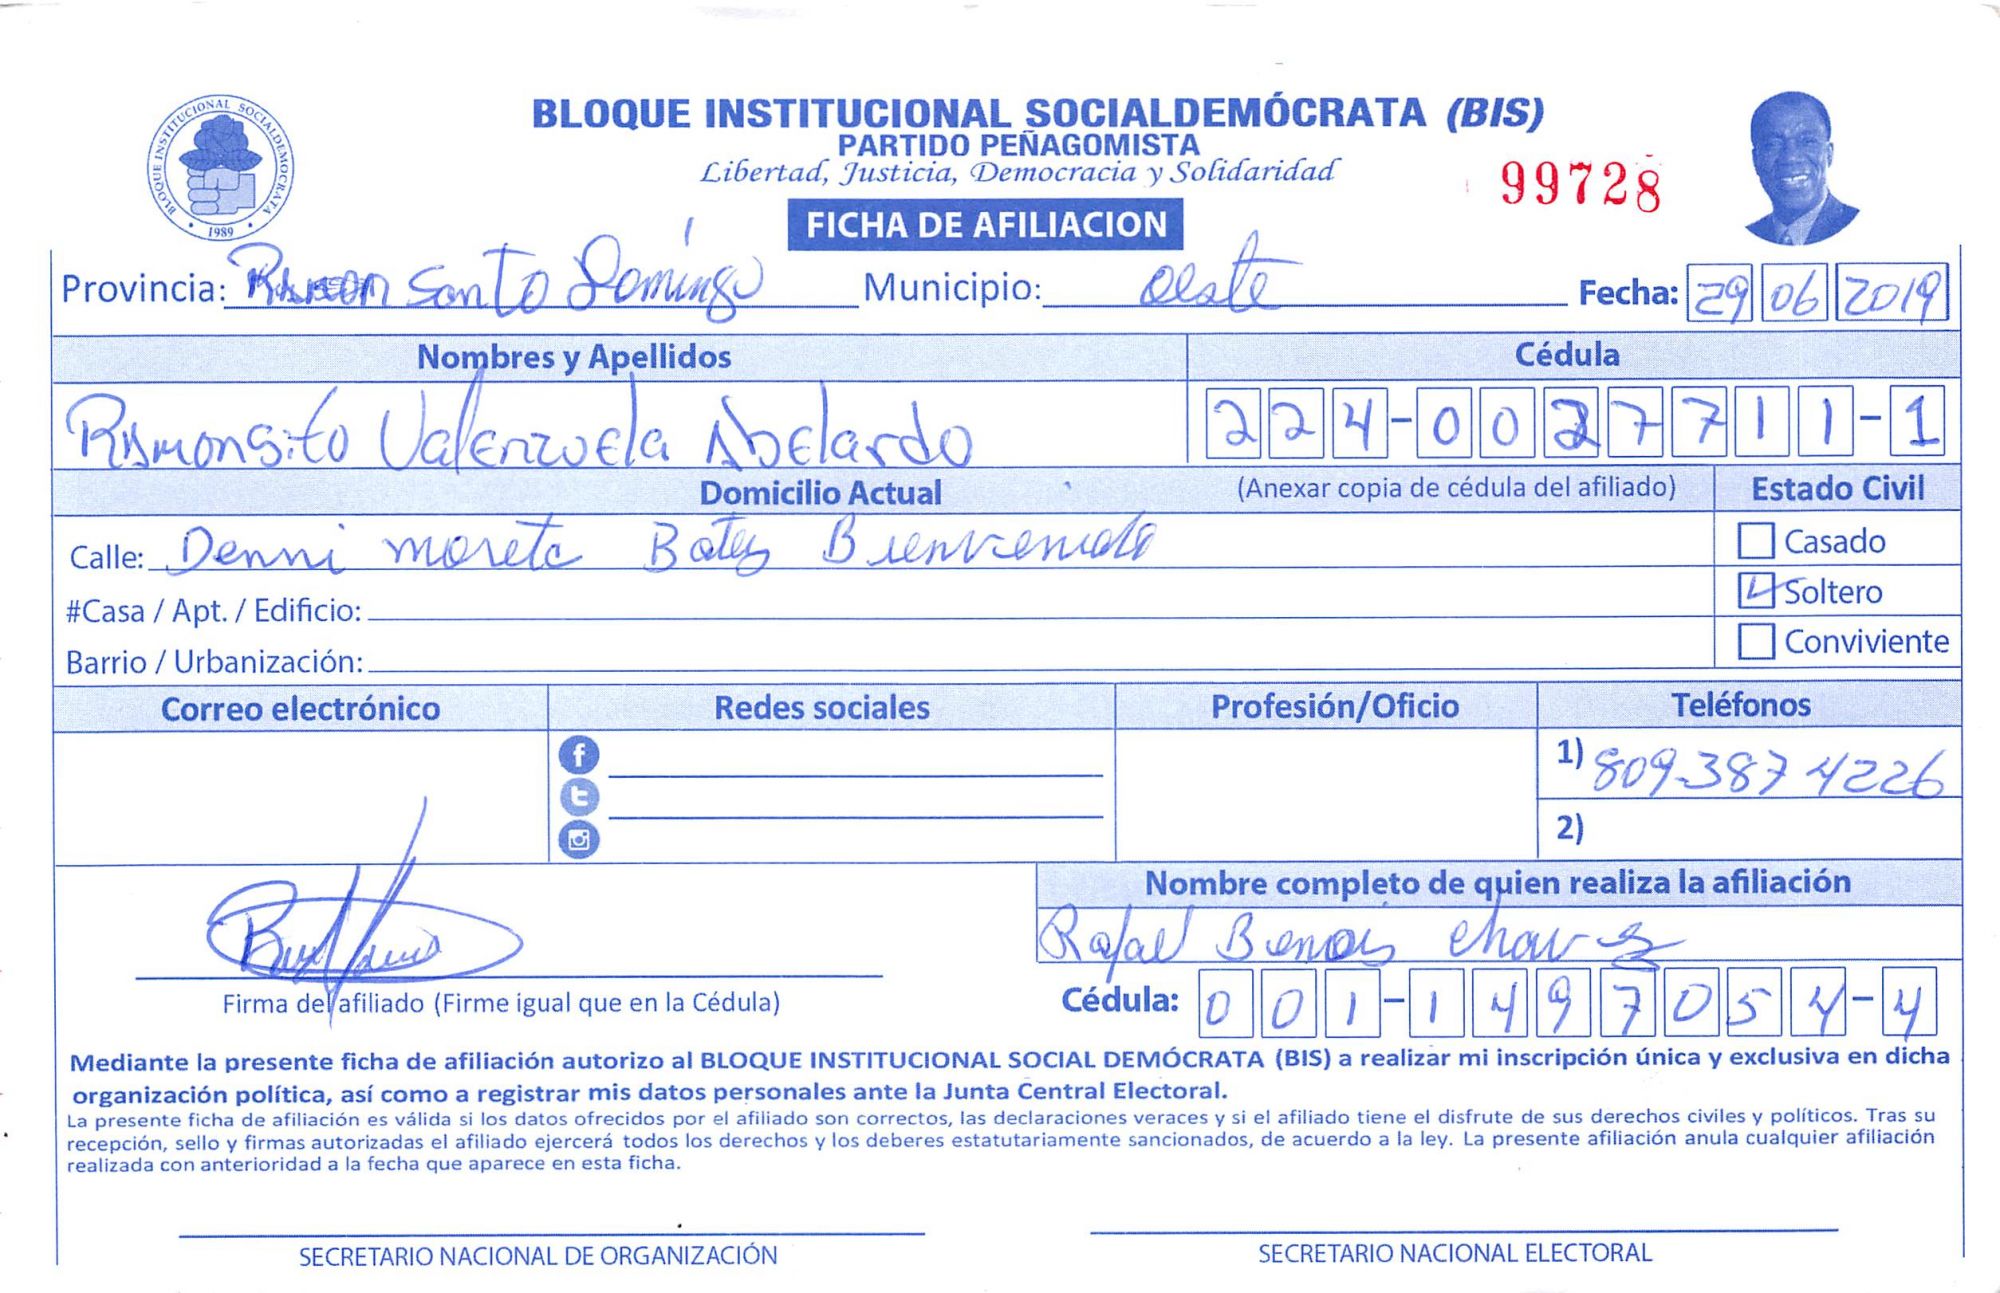 BLOQUE INSTITUCIONAL SOCIALDEMÓCRATA (BIS)
PARTIDO PEÑAGOMISTA
Libertad, Justicia, Democracia y Solidaridad
99728
FICHA DE AFILIACION
BLOQUE INSTITUCIONAL SOCIALDEMOCRATA
1989
Provincia: Santo Domingo Municipio: Oeste Fecha: 29 06 2019
Nombres y Apellidos Cédula
Ramonsito Valenzuela Abelardo 224-0037711-1
Domicilio Actual (Anexar copia de cédula del afiliado) Estado Civil
Calle: Denni moreta Batey Bienvenido Casado
#Casa / Apt. / Edificio: Soltero
Barrio / Urbanización: Conviviente
Correo electrónico Redes sociales Profesión/Oficio Teléfonos
1) 809-387 4226
2)
Nombre completo de quien realiza la afiliación
Rafael
Firma del afiliado (Firme igual que en la Cédula) Cédula: 001-1497054-4
Mediante la presente ficha de afiliación autorizo al BLOQUE INSTITUCIONAL SOCIAL DEMÓCRATA (BIS) a realizar mi inscripción única y exclusiva en dicha
organización política, así como a registrar mis datos personales ante la Junta Central Electoral.
La presente ficha de afiliación es válida si los datos ofrecidos por el afiliado son correctos, las declaraciones veraces y si el afiliado tiene el disfrute de sus derechos civiles y políticos. Tras su
recepción, sello y firmas autorizadas el afiliado ejercerá todos los derechos y los deberes estatutariamente sancionados, de acuerdo a la ley. La presente afiliación anula cualquier afiliación
realizada con anterioridad a la fecha que aparece en esta ficha.
SECRETARIO NACIONAL DE ORGANIZACIÓN SECRETARIO NACIONAL ELECTORAL